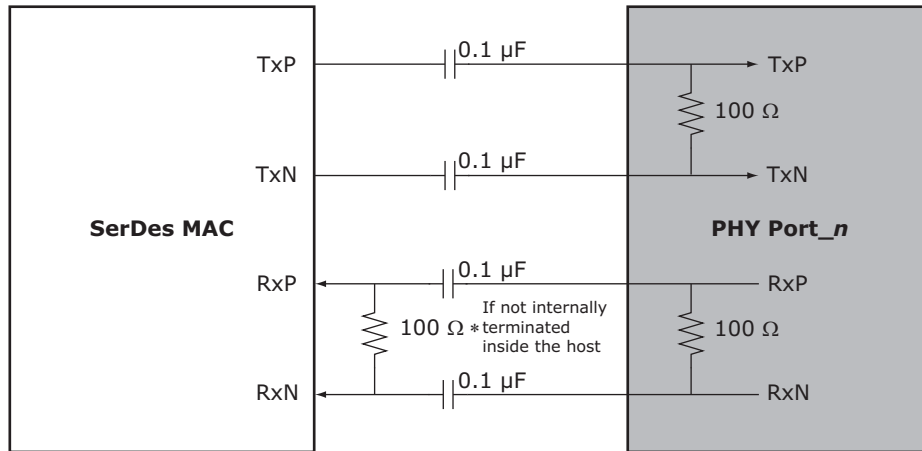 0.1 µF
TxP
TxP
100 Ω
0.1 µF
TxN
TxN
SerDes MAC
PHY Port_n
0.1 µF
RxP
RxP
If not internally
100 Ω * terminated
inside the host
100 Ω
0.1 µF
RxN
RxN